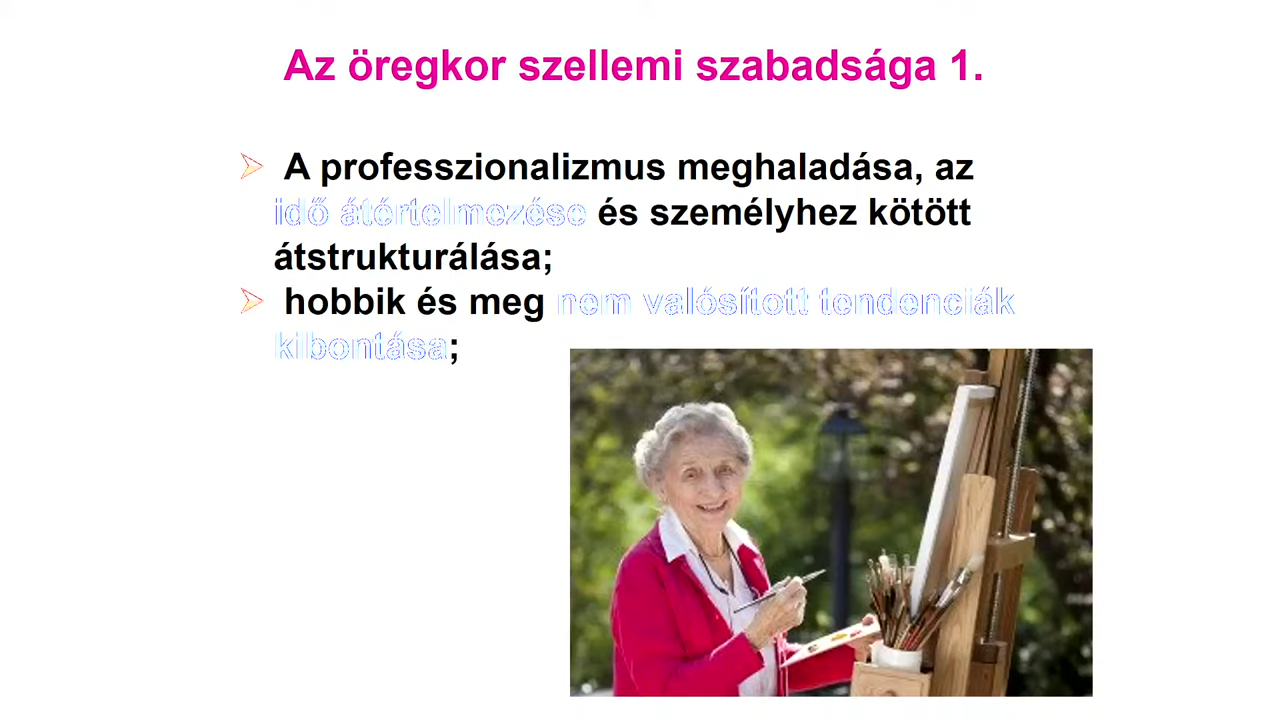 Az öregkor szellemi szabadsága 1.
A professzionalizmus meghaladása, az
idő átértelmezése és személyhez kötött
átstrukturálása;
hobbik és meg nem valósított tendenciák
kibontása;